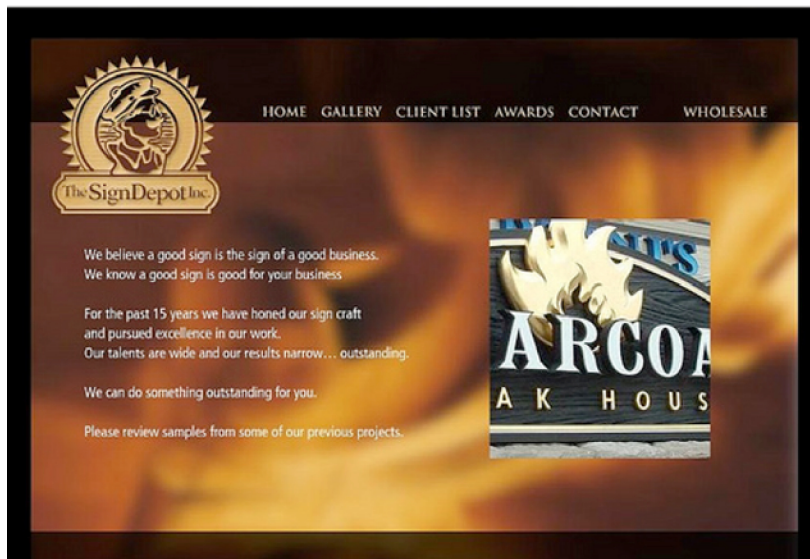 HOME GALLERY CLIENT LIST AWARDS CONTACT WHOLESALE
The SignDepot Inc.
We believe a good sign is the sign of a good business.
We know a good sign is good for your business
For the past 15 years we have honed our sign craft
and pursued excellence in our work.
Our talents are wide and our results narrow... outstanding.
We can do something outstanding for you.
Please review samples from some of our previous projects.
ARCOA
AK HOUS